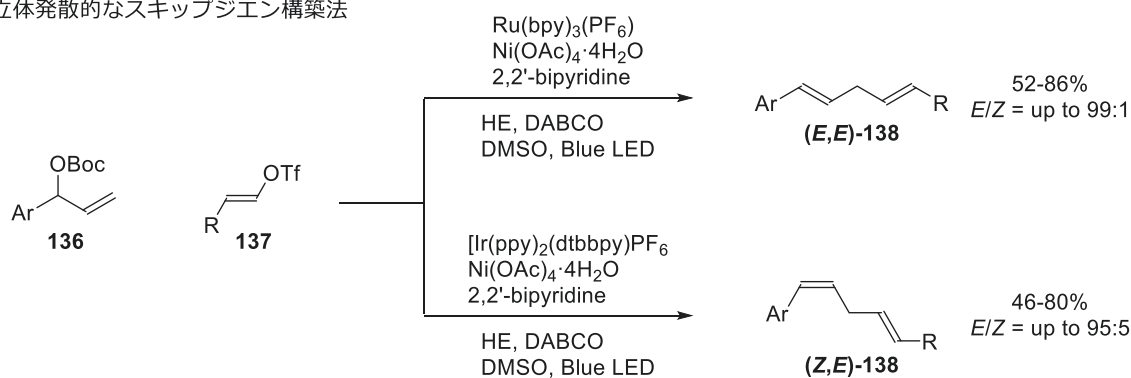 立体発散的なスキップジエン構築法
Ru(bpy)₃(PF₆)
Ni(OAc)₄·4H₂O
2,2'-bipyridine
HE, DABCO
DMSO, Blue LED
Ar
R
(E,E)-138
52-86%
E/Z = up to 99:1
OBoc
Ar
136
OTf
R
137
[Ir(ppy)₂(dtbbpy)PF₆
Ni(OAc)₄·4H₂O
2,2'-bipyridine
HE, DABCO
DMSO, Blue LED
Ar
R
(Z,E)-138
46-80%
E/Z = up to 95:5